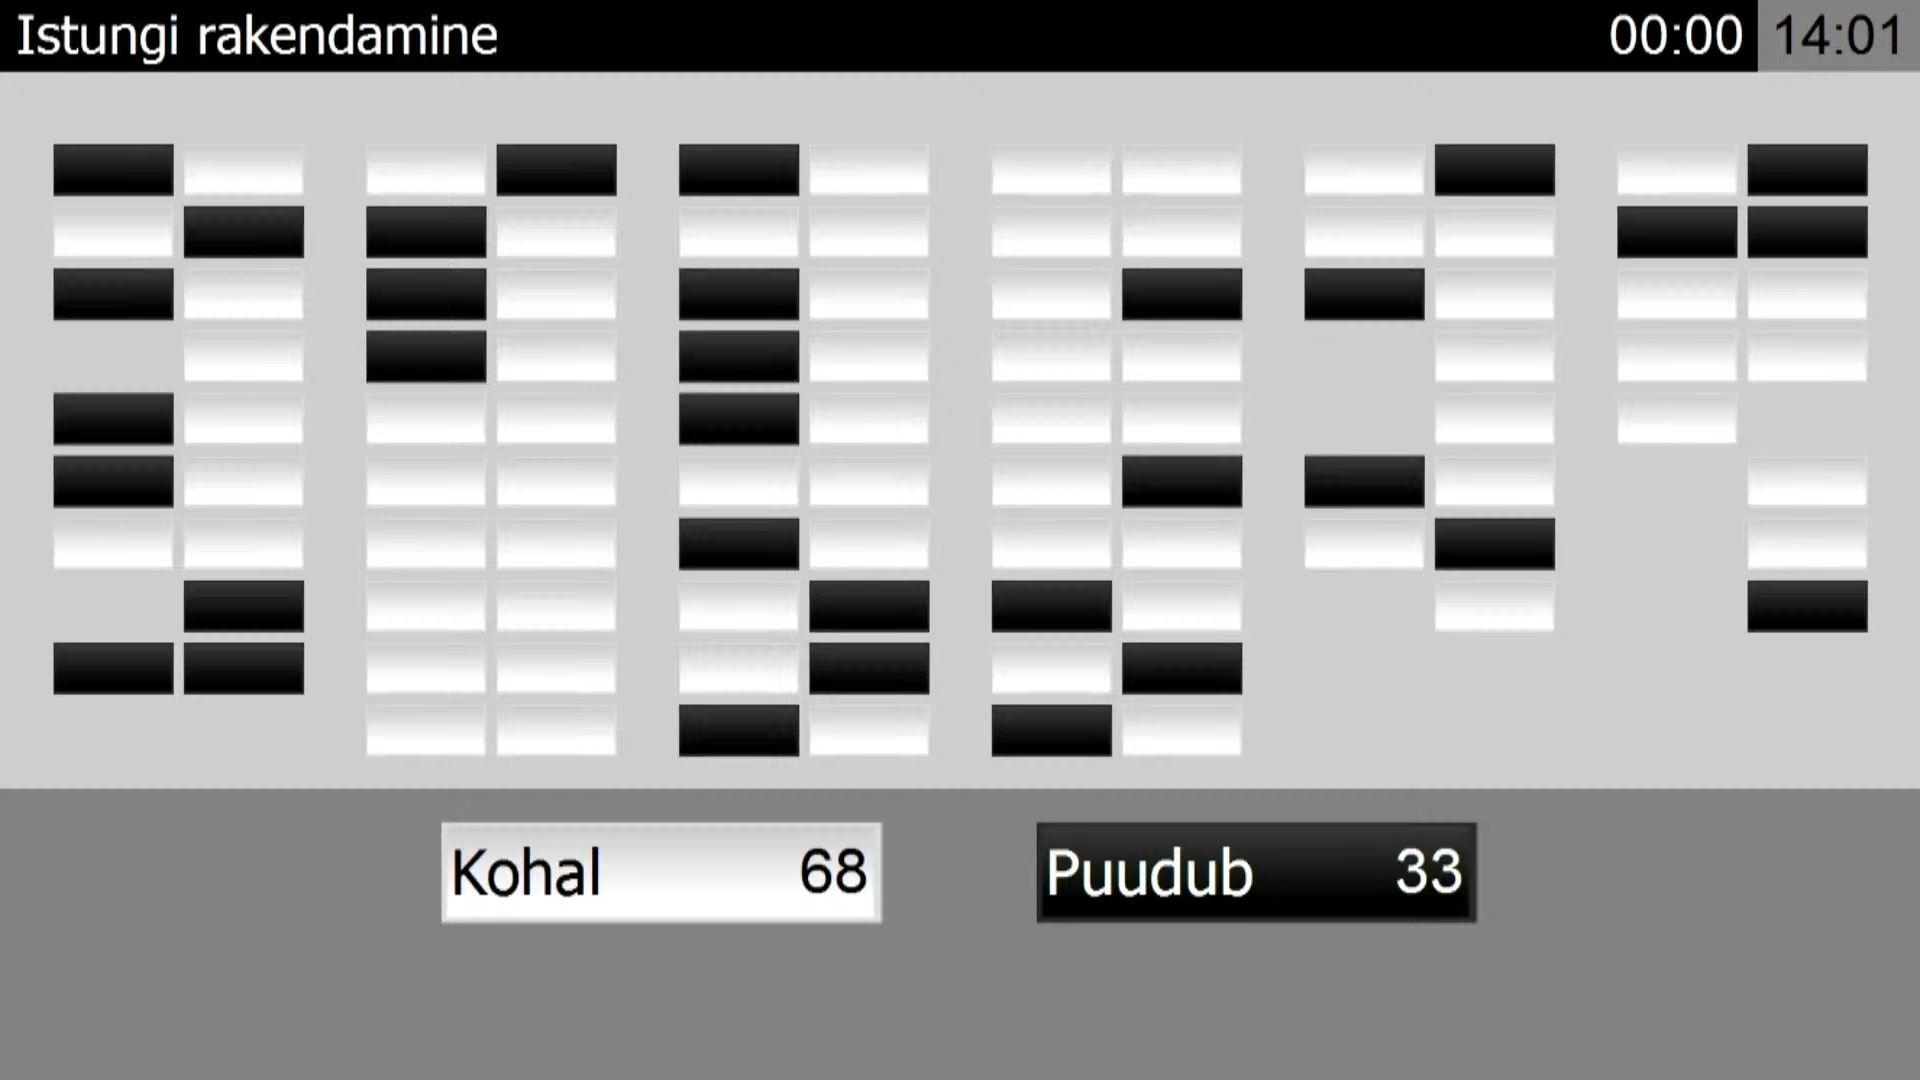 Istungi rakendamine 00:00 14:01
Kohal 68 Puudub 33